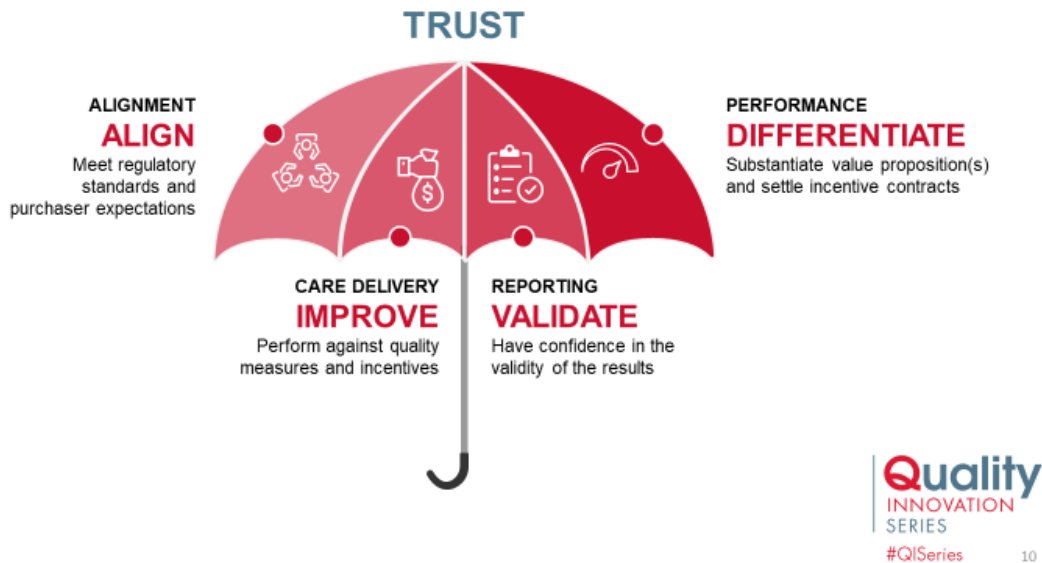 TRUST
ALIGNMENT
ALIGN
Meet regulatory
standards and
purchaser expectations
PERFORMANCE
DIFFERENTIATE
Substantiate value proposition(s)
and settle incentive contracts
$
CARE DELIVERY
IMPROVE
Perform against quality
measures and incentives
REPORTING
VALIDATE
Have confidence in the
validity of the results
Quality
INNOVATION
SERIES
#QISeries
10